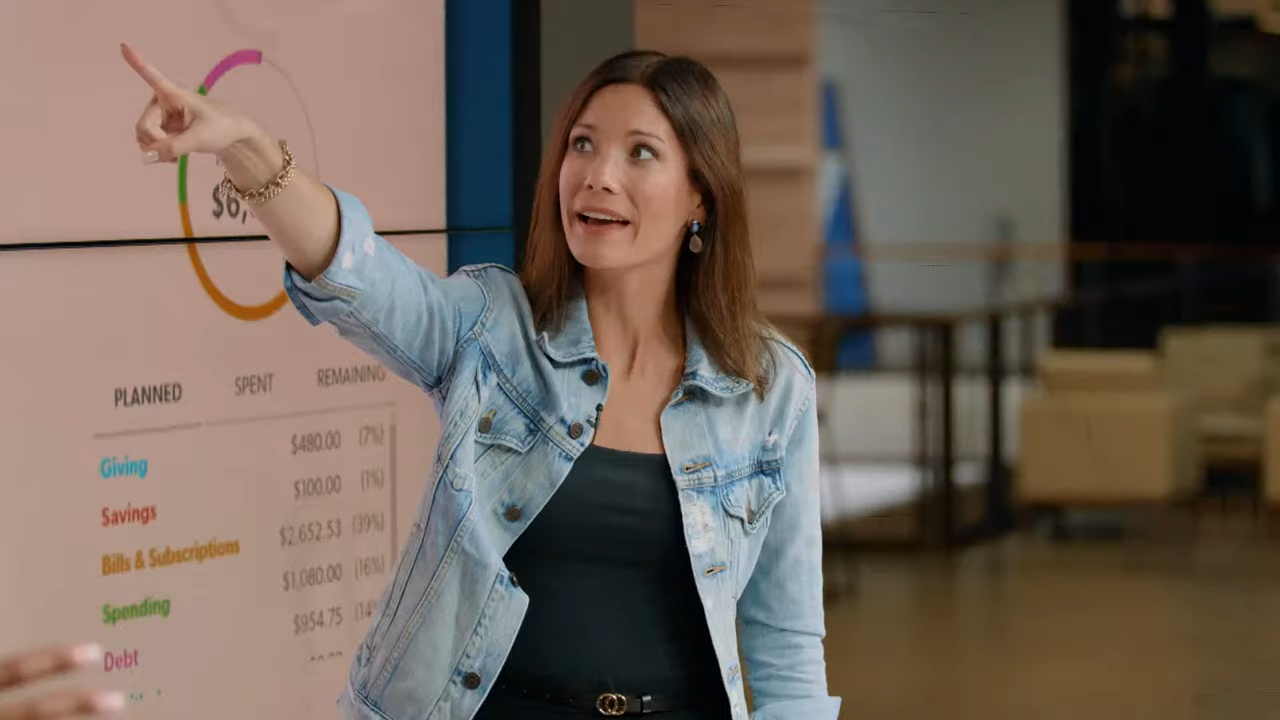 $6,
PLANNED SPENT REMAINING
Giving $480.00 (7%)
Savings $100.00 (1%)
Bills & Subscriptions $2,652.53 (39%)
Spending $1,080.00 (16%)
Debt $954.75 (14